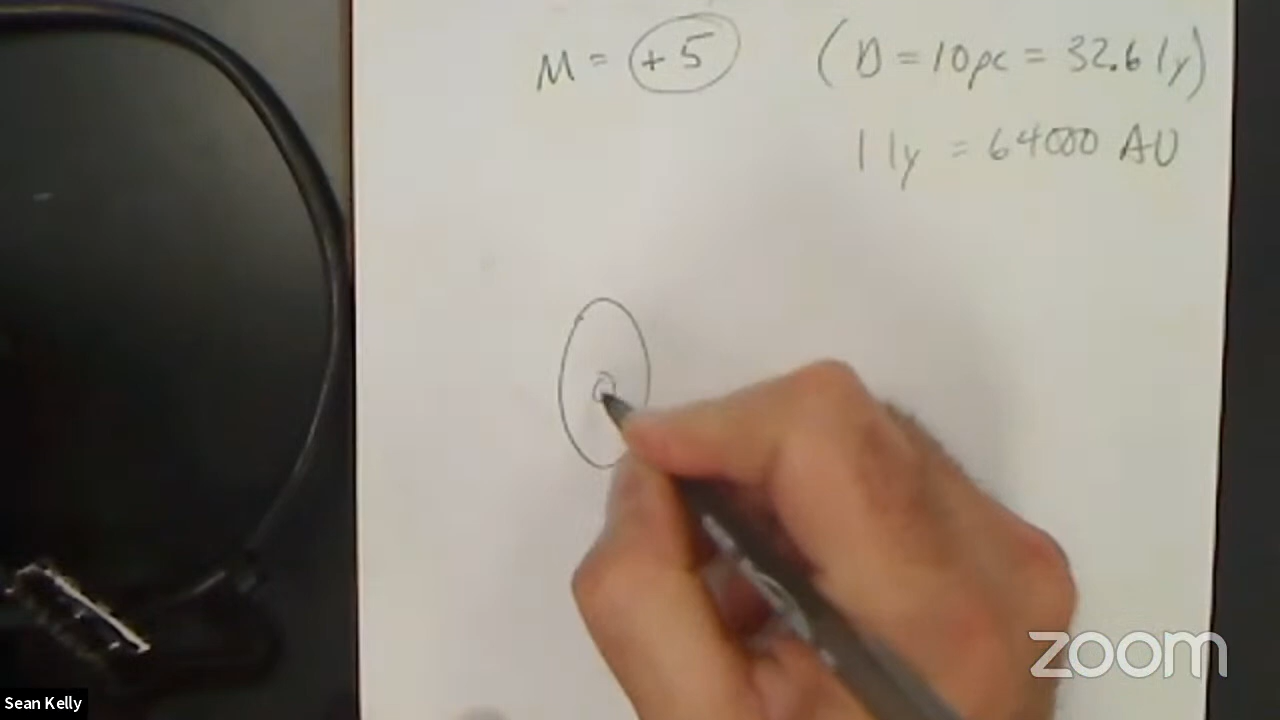 M = +5 (D = 10pc = 32.6 ly)
1 ly = 64000 AU
zoom
Sean Kelly